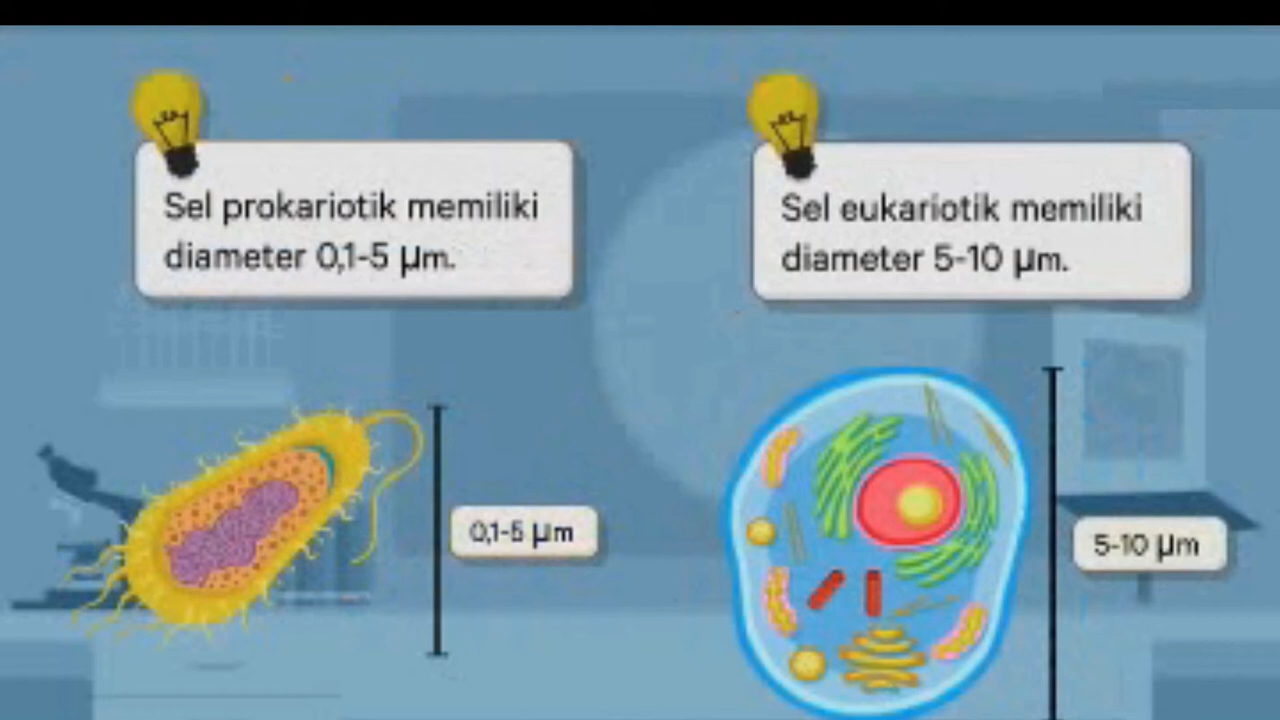 Sel prokariotik memiliki
diameter 0,1-5 µm.
Sel eukariotik memiliki
diameter 5-10 µm.
0,1-5 µm
5-10 µm